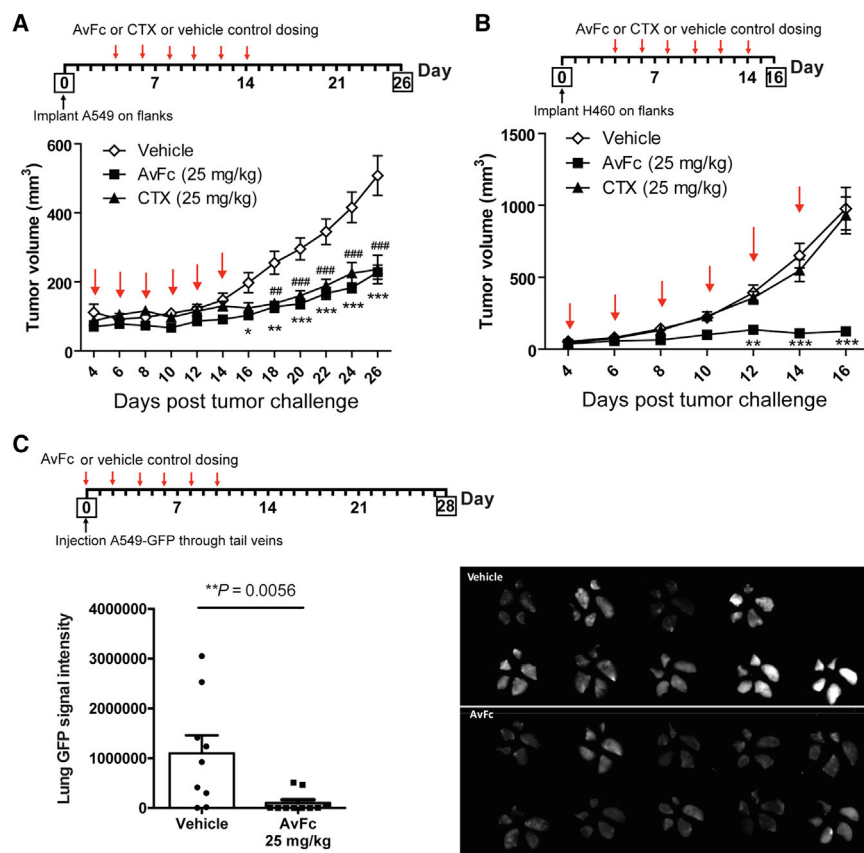 A
AvFc or CTX or vehicle control dosing
0 7 14 21 26 Day
Implant A549 on flanks
Vehicle
AvFc (25 mg/kg)
CTX (25 mg/kg)
Tumor volume (mm³)
600
400
200
0
## ### ### ### ###
* ** *** *** *** ***
4 6 8 10 12 14 16 18 20 22 24 26
Days post tumor challenge
B
AvFc or CTX or vehicle control dosing
0 7 14 16 Day
Implant H460 on flanks
Vehicle
AvFc (25 mg/kg)
CTX (25 mg/kg)
Tumor volume (mm³)
1500
1000
500
0
** *** ***
4 6 8 10 12 14 16
Days post tumor challenge
C
AvFc or vehicle control dosing
0 7 14 21 28 Day
Injection A549-GFP through tail veins
**P = 0.0056
Lung GFP signal intensity
4000000
3000000
2000000
1000000
0
Vehicle AvFc
25 mg/kg
Vehicle
AvFc